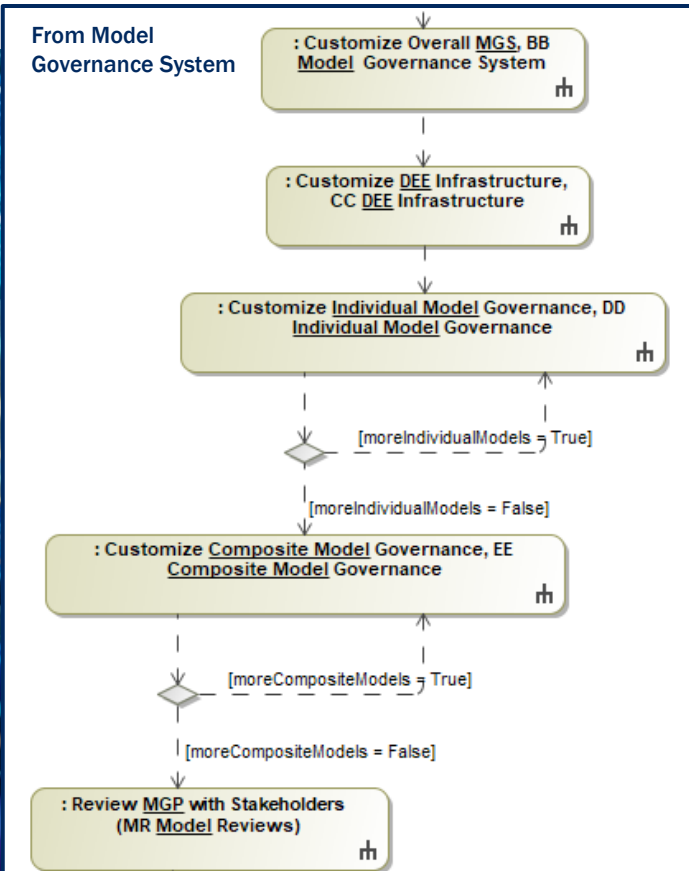 From Model
Governance System
: Customize Overall MGS, BB
Model Governance System
: Customize DEE Infrastructure,
CC DEE Infrastructure
: Customize Individual Model Governance, DD
Individual Model Governance
[moreIndividualModels = True]
[moreIndividualModels = False]
: Customize Composite Model Governance, EE
Composite Model Governance
[moreCompositeModels = True]
[moreCompositeModels = False]
: Review MGP with Stakeholders
(MR Model Reviews)